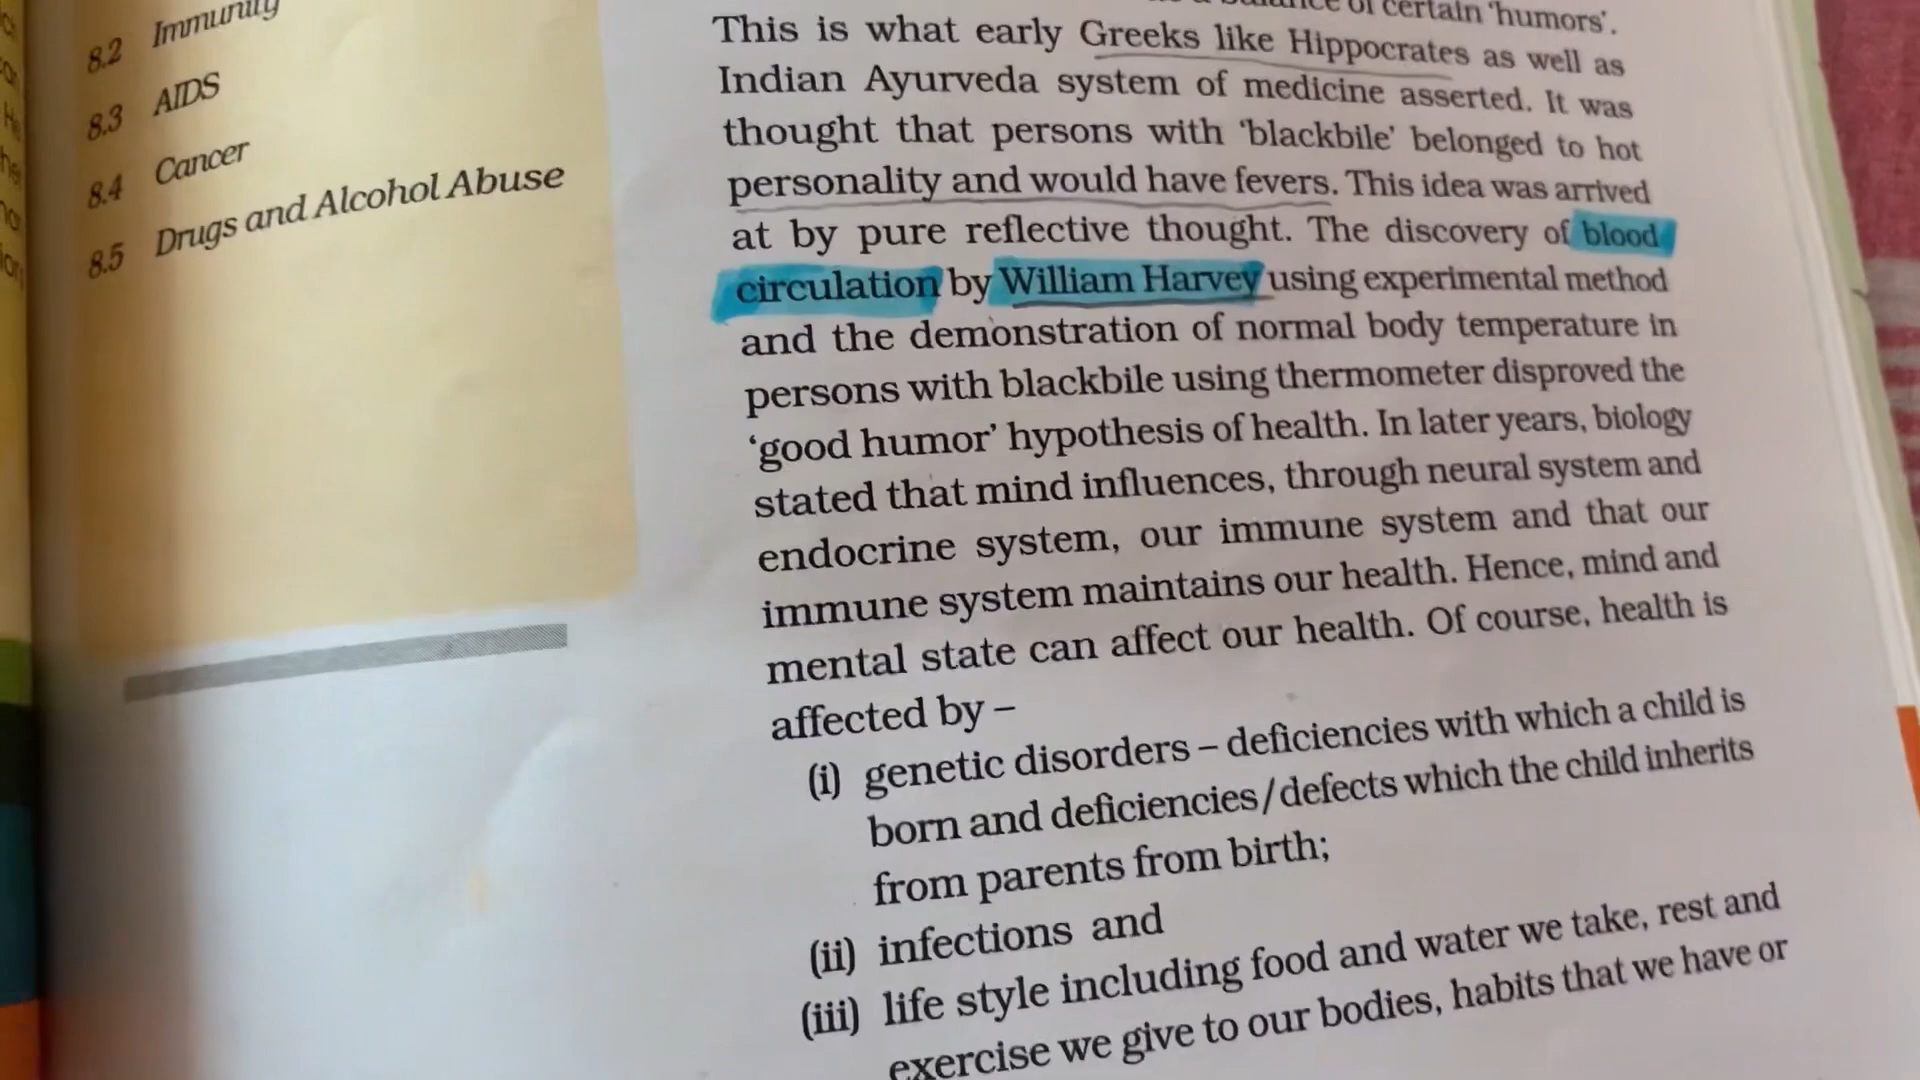 8.2 Immunity
8.3 AIDS
8.4 Cancer
8.5 Drugs and Alcohol Abuse
balance of certain ‘humors’.
This is what early Greeks like Hippocrates as well as
Indian Ayurveda system of medicine asserted. It was
thought that persons with ‘blackbile’ belonged to hot
personality and would have fevers. This idea was arrived
at by pure reflective thought. The discovery of blood
circulation by William Harvey using experimental method
and the demonstration of normal body temperature in
persons with blackbile using thermometer disproved the
‘good humor’ hypothesis of health. In later years, biology
stated that mind influences, through neural system and
endocrine system, our immune system and that our
immune system maintains our health. Hence, mind and
mental state can affect our health. Of course, health is
affected by –
(i) genetic disorders – deficiencies with which a child is
born and deficiencies/defects which the child inherits
from parents from birth;
(ii) infections and
(iii) life style including food and water we take, rest and
exercise we give to our bodies, habits that we have or